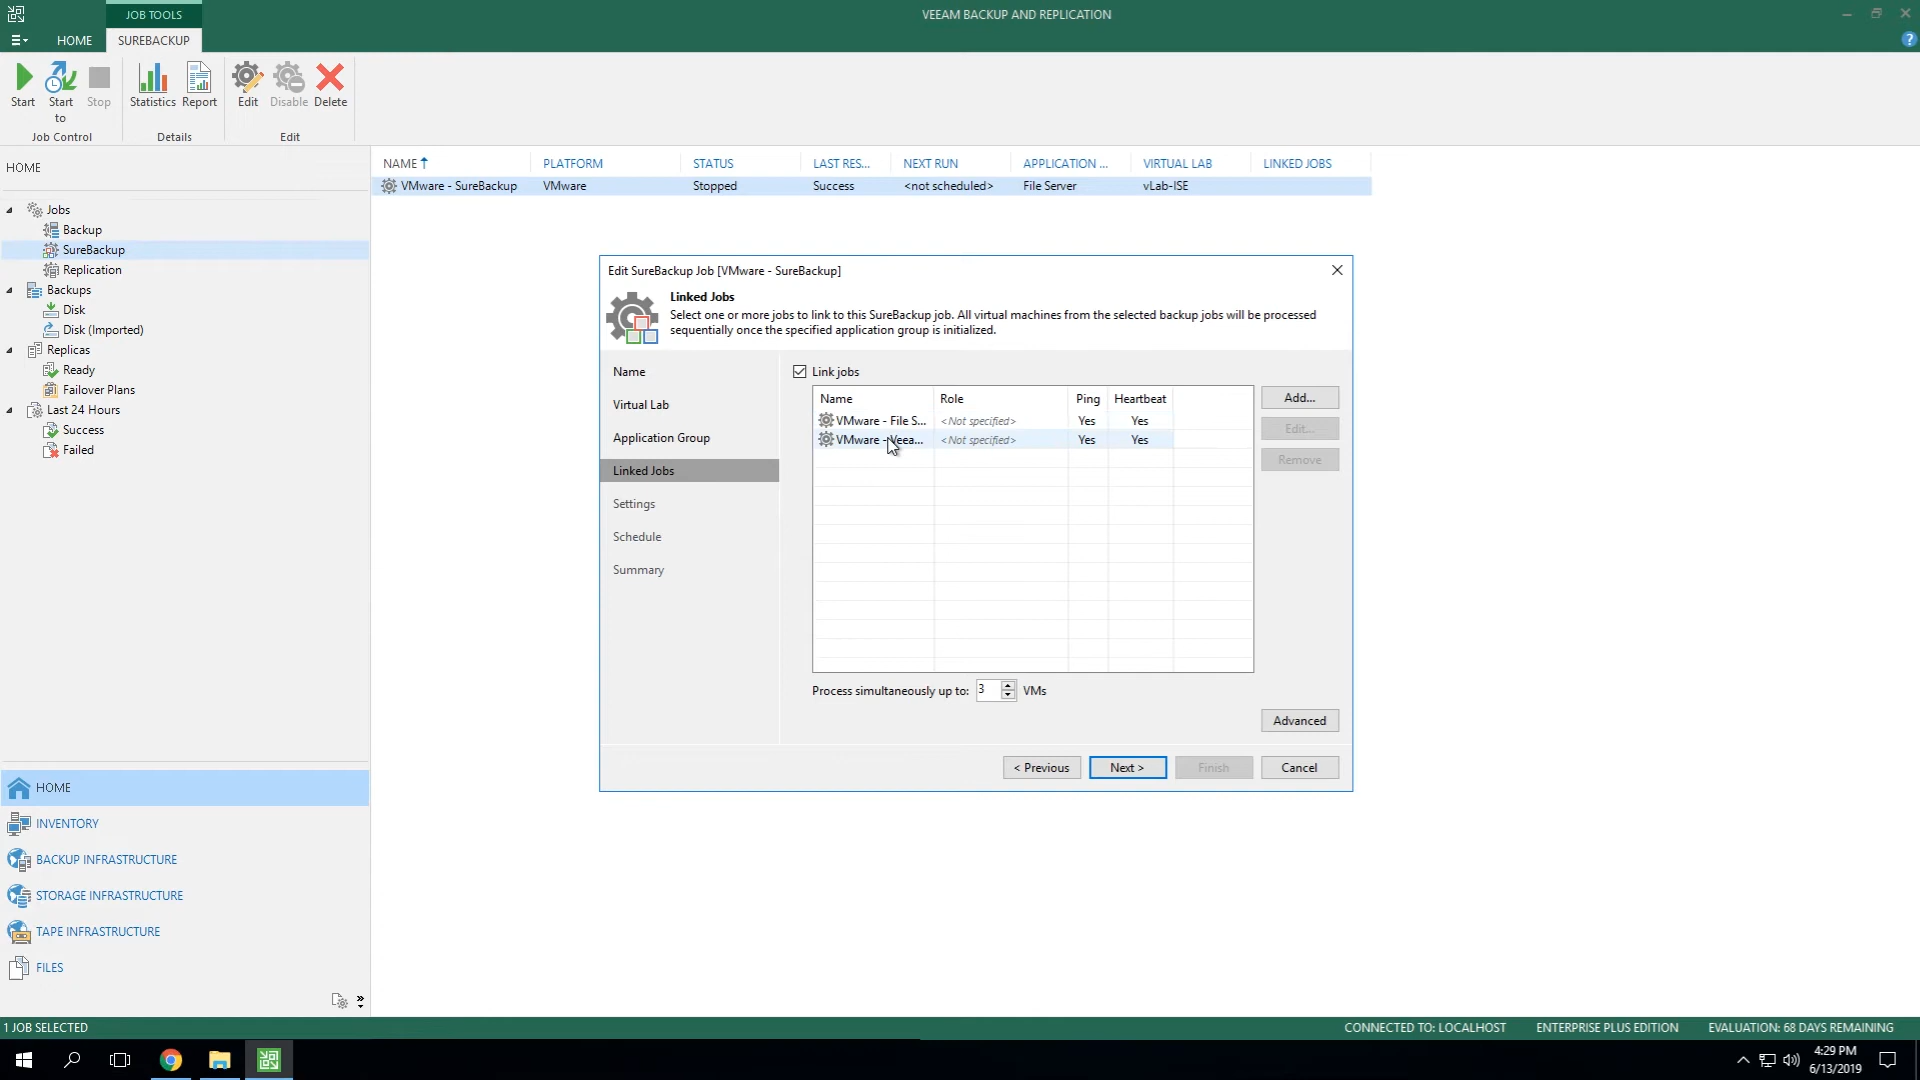 JOB TOOLS
VEEAM BACKUP AND REPLICATION
HOME
SUREBACKUP
Start
Start to
Stop
Statistics
Report
Edit
Disable
Delete
Job Control
Details
Edit
HOME
NAME
PLATFORM
STATUS
LAST RES...
NEXT RUN
APPLICATION ...
VIRTUAL LAB
LINKED JOBS
VMware - SureBackup
VMware
Stopped
Success
<not scheduled>
File Server
vLab-ISE
Jobs
Backup
SureBackup
Replication
Backups
Disk
Disk (Imported)
Replicas
Ready
Failover Plans
Last 24 Hours
Success
Failed
Edit SureBackup Job [VMware - SureBackup]
Linked Jobs
Select one or more jobs to link to this SureBackup job. All virtual machines from the selected backup jobs will be processed
sequentially once the specified application group is initialized.
Name
Virtual Lab
Application Group
Linked Jobs
Settings
Schedule
Summary
Link jobs
Name
Role
Ping
Heartbeat
VMware - File S...
<Not specified>
Yes
Yes
VMware - Veea...
<Not specified>
Yes
Yes
Add...
Edit...
Remove
Process simultaneously up to:
3
VMs
Advanced
< Previous
Next >
Finish
Cancel
HOME
INVENTORY
BACKUP INFRASTRUCTURE
STORAGE INFRASTRUCTURE
TAPE INFRASTRUCTURE
FILES
1 JOB SELECTED
CONNECTED TO: LOCALHOST
ENTERPRISE PLUS EDITION
EVALUATION: 68 DAYS REMAINING
4:29 PM
6/13/2019